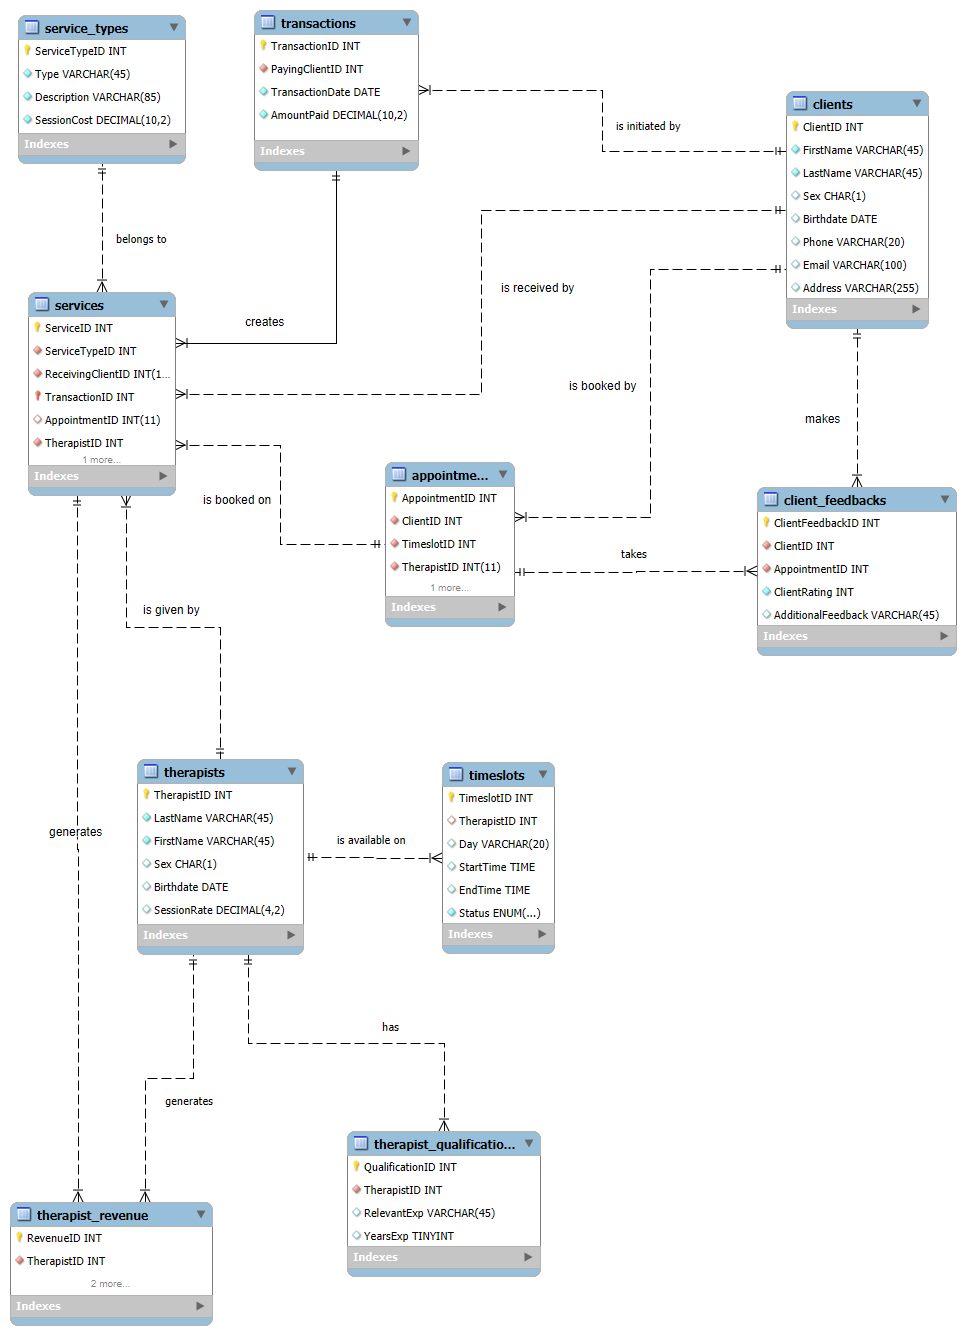 service_types
ServiceTypeID INT
Type VARCHAR(45)
Description VARCHAR(85)
SessionCost DECIMAL(10,2)
Indexes
transactions
TransactionID INT
PayingClientID INT
TransactionDate DATE
AmountPaid DECIMAL(10,2)
Indexes
clients
ClientID INT
FirstName VARCHAR(45)
LastName VARCHAR(45)
Sex CHAR(1)
Birthdate DATE
Phone VARCHAR(20)
Email VARCHAR(100)
Address VARCHAR(255)
Indexes
is initiated by
belongs to
is received by
creates
is booked by
makes
services
ServiceID INT
ServiceTypeID INT
ReceivingClientID INT(1...
TransactionID INT
AppointmentID INT(11)
TherapistID INT
1 more...
Indexes
is booked on
appointme...
AppointmentID INT
ClientID INT
TimeslotID INT
TherapistID INT(11)
1 more...
Indexes
takes
client_feedbacks
ClientFeedbackID INT
ClientID INT
AppointmentID INT
ClientRating INT
AdditionalFeedback VARCHAR(45)
Indexes
is given by
generates
therapists
TherapistID INT
LastName VARCHAR(45)
FirstName VARCHAR(45)
Sex CHAR(1)
Birthdate DATE
SessionRate DECIMAL(4,2)
Indexes
is available on
timeslots
TimeslotID INT
TherapistID INT
Day VARCHAR(20)
StartTime TIME
EndTime TIME
Status ENUM(...)
Indexes
has
generates
therapist_qualificatio...
QualificationID INT
TherapistID INT
RelevantExp VARCHAR(45)
YearsExp TINYINT
Indexes
therapist_revenue
RevenueID INT
TherapistID INT
2 more...
Indexes